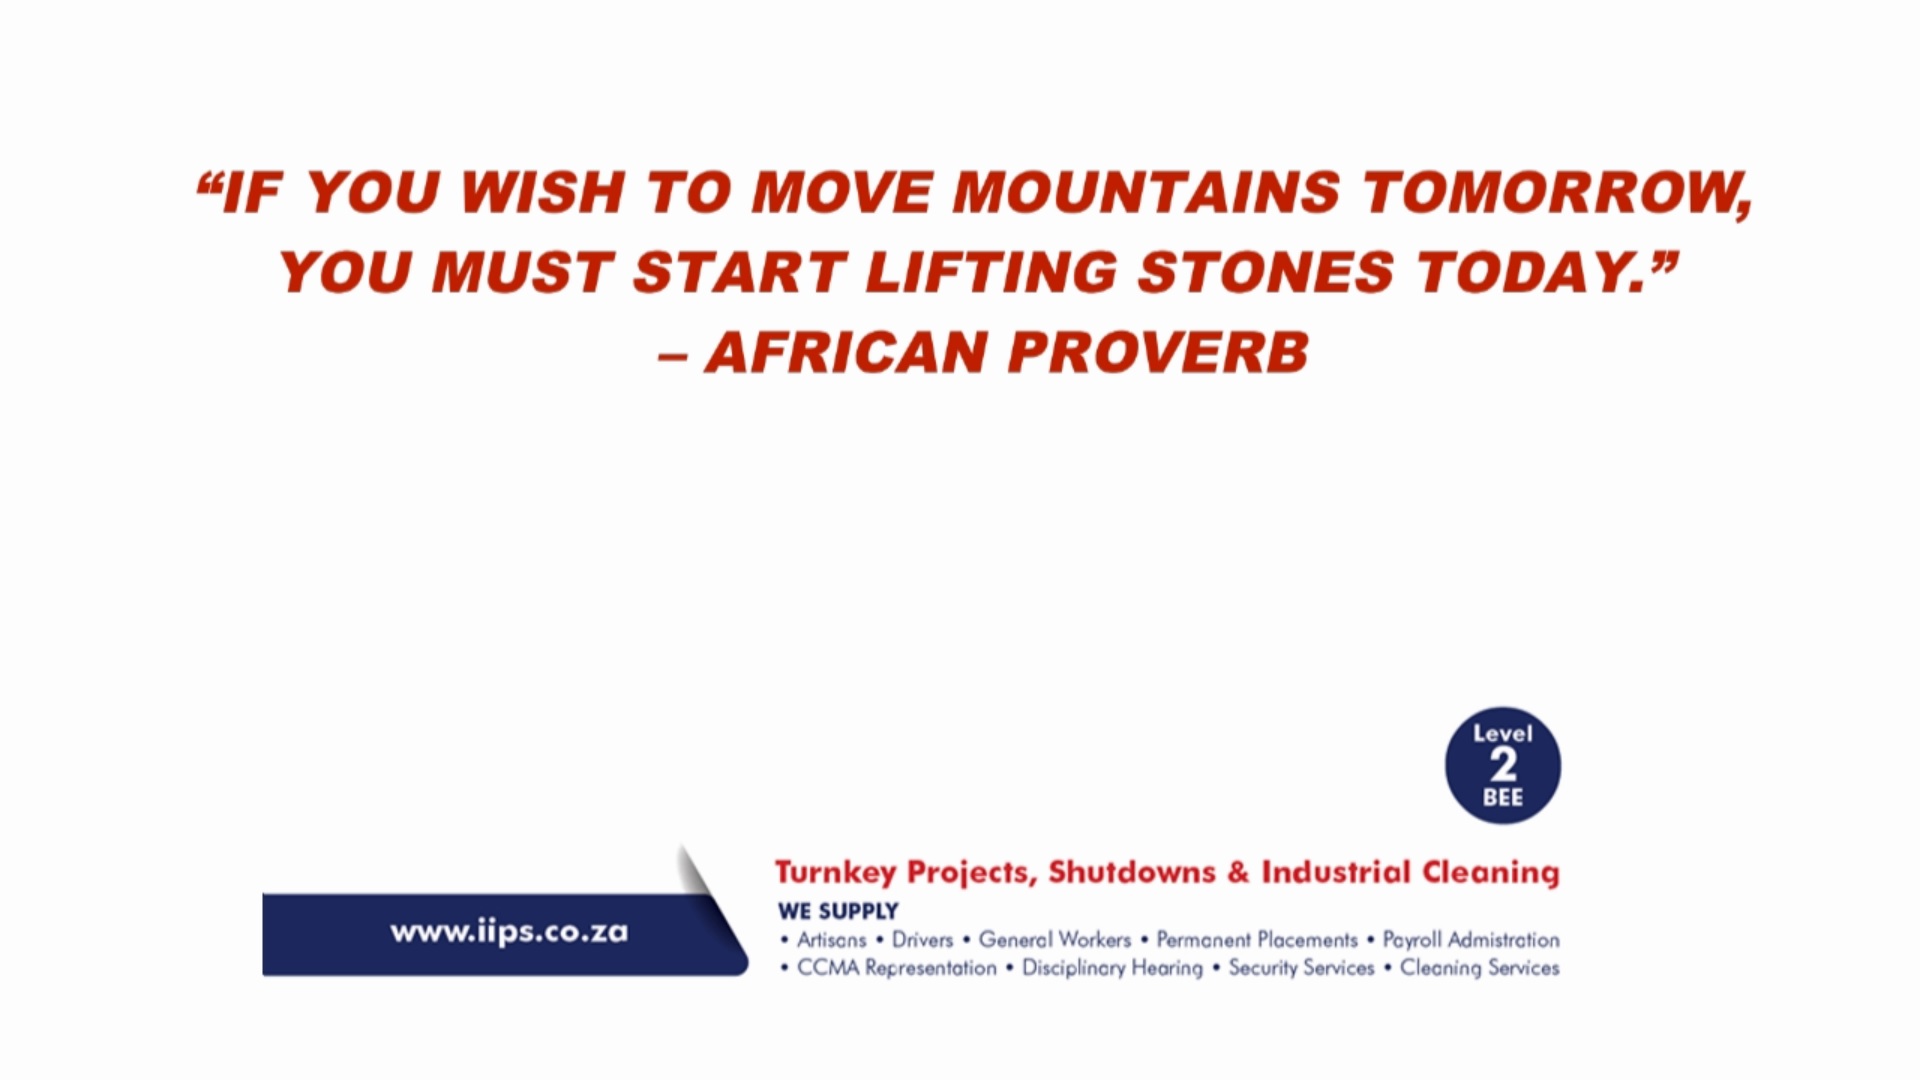 “IF YOU WISH TO MOVE MOUNTAINS TOMORROW,
YOU MUST START LIFTING STONES TODAY.”
– AFRICAN PROVERB
Level
2
BEE
www.iips.co.za
Turnkey Projects, Shutdowns & Industrial Cleaning
WE SUPPLY
• Artisans • Drivers • General Workers • Permanent Placements • Payroll Admistration
• CCMA Representation • Disciplinary Hearing • Security Services • Cleaning Services